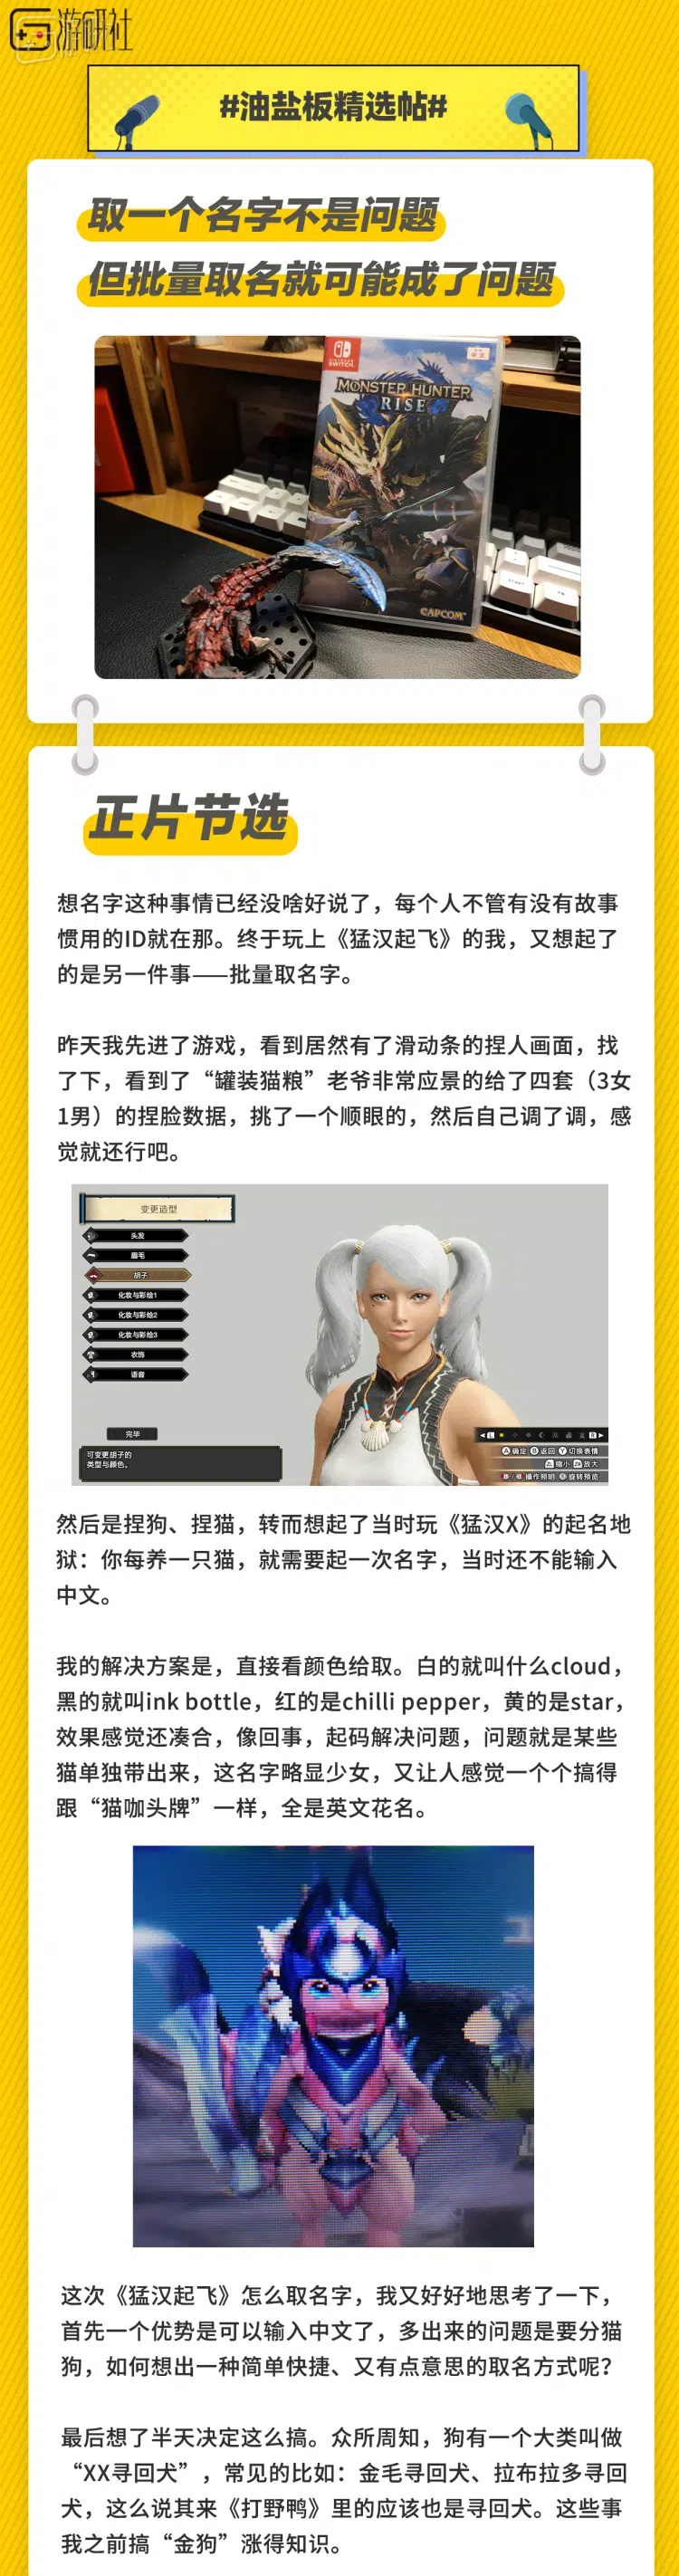 游研社
#油盐板精选帖#
取一个名字不是问题
但批量取名就可能成了问题
NINTENDO
SWITCH
中文
MONSTER HUNTER
RISE
CAPCOM
正片节选
想名字这种事情已经没啥好说了，每个人不管有没有故事
惯用的ID就在那。终于玩上《猛汉起飞》的我，又想起了
的是另一件事——批量取名字。
昨天我先进了游戏，看到居然有了滑动条的捏人画面，找
了下，看到了“罐装猫粮”老爷非常应景的给了四套（3女
1男）的捏脸数据，挑了一个顺眼的，然后自己调了调，感
觉就还行吧。
变更造型
头发
眉毛
胡子
化妆与彩绘1
化妆与彩绘2
化妆与彩绘3
衣饰
语音
完毕
可变更胡子的
类型与颜色。
L
R
A确定 B返回 Y切换表情
ZL缩小 ZR放大
操作照明 旋转预览
然后是捏狗、捏猫，转而想起了当时玩《猛汉X》的起名地
狱：你每养一只猫，就需要起一次名字，当时还不能输入
中文。
我的解决方案是，直接看颜色给取。白的就叫什么cloud，
黑的就叫ink bottle，红的是chilli pepper，黄的是star，
效果感觉还凑合，像回事，起码解决问题，问题就是某些
猫单独带出来，这名字略显少女，又让人感觉一个个搞得
跟“猫咖头牌”一样，全是英文花名。
这次《猛汉起飞》怎么取名字，我又好好地思考了一下，
首先一个优势是可以输入中文了，多出来的问题是要分猫
狗，如何想出一种简单快捷、又有点意思的取名方式呢？
最后想了半天决定这么搞。众所周知，狗有一个大类叫做
“XX寻回犬”，常见的比如：金毛寻回犬、拉布拉多寻回
犬，这么说其来《打野鸭》里的应该也是寻回犬。这些事
我之前搞“金狗”涨得知识。